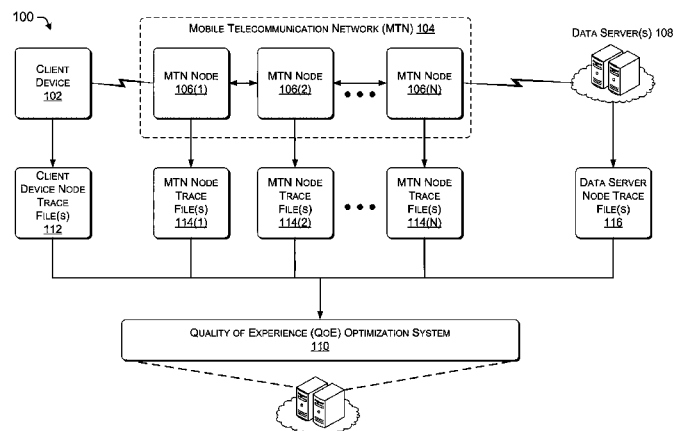 100
MOBILE TELECOMMUNICATION NETWORK (MTN) 104
DATA SERVER(S) 108
CLIENT
DEVICE
102
MTN NODE
106(1)
MTN NODE
106(2)
MTN NODE
106(N)
CLIENT
DEVICE NODE
TRACE
FILE(S)
112
MTN NODE
TRACE
FILE(S)
114(1)
MTN NODE
TRACE
FILE(S)
114(2)
MTN NODE
TRACE
FILE(S)
114(N)
DATA SERVER
NODE TRACE
FILE(S)
116
QUALITY OF EXPERIENCE (QOE) OPTIMIZATION SYSTEM
110